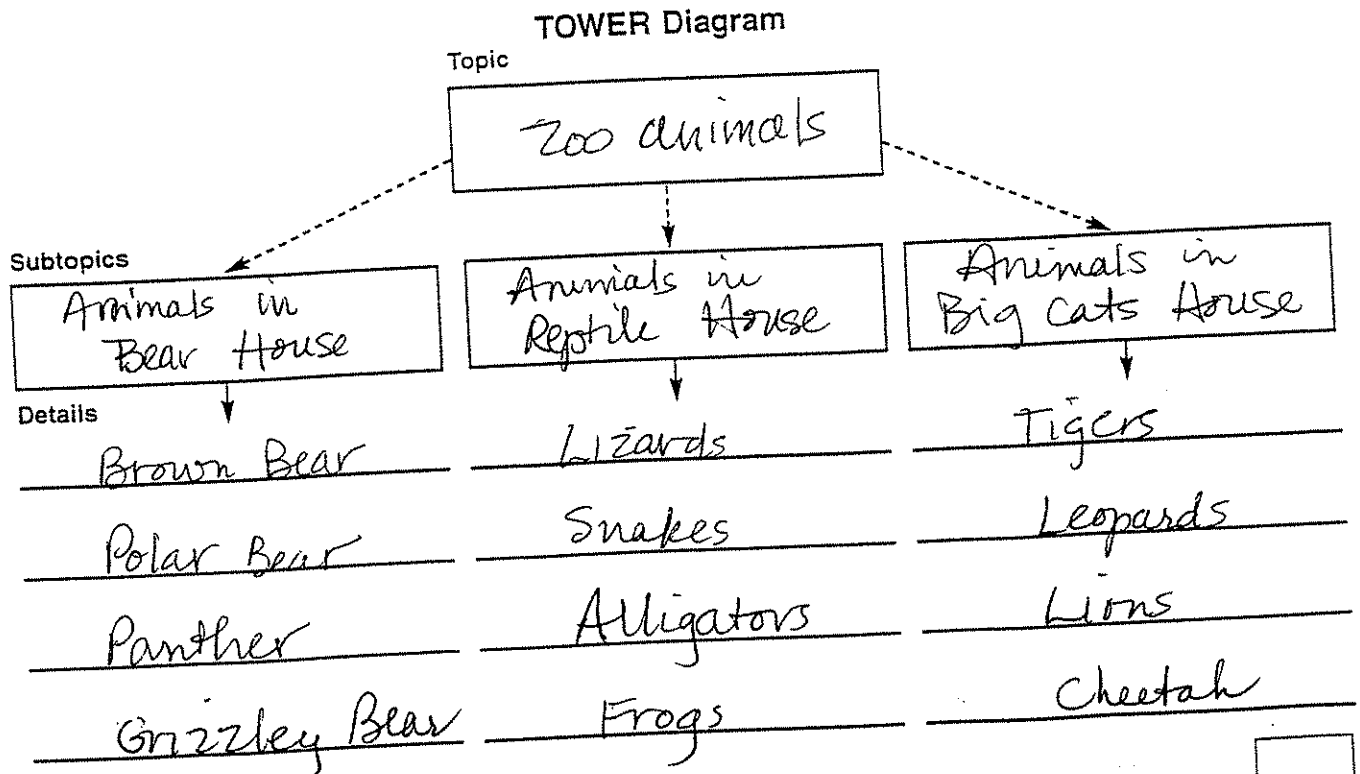 TOWER Diagram
Topic
Zoo animals
Subtopics
Animals in
Bear House
Animals in
Reptile House
Animals in
Big Cats House
Details
Brown Bear
Lizards
Tigers
Polar Bear
Snakes
Leopards
Panther
Alligators
Lions
Grizzley Bear
Frogs
Cheetah